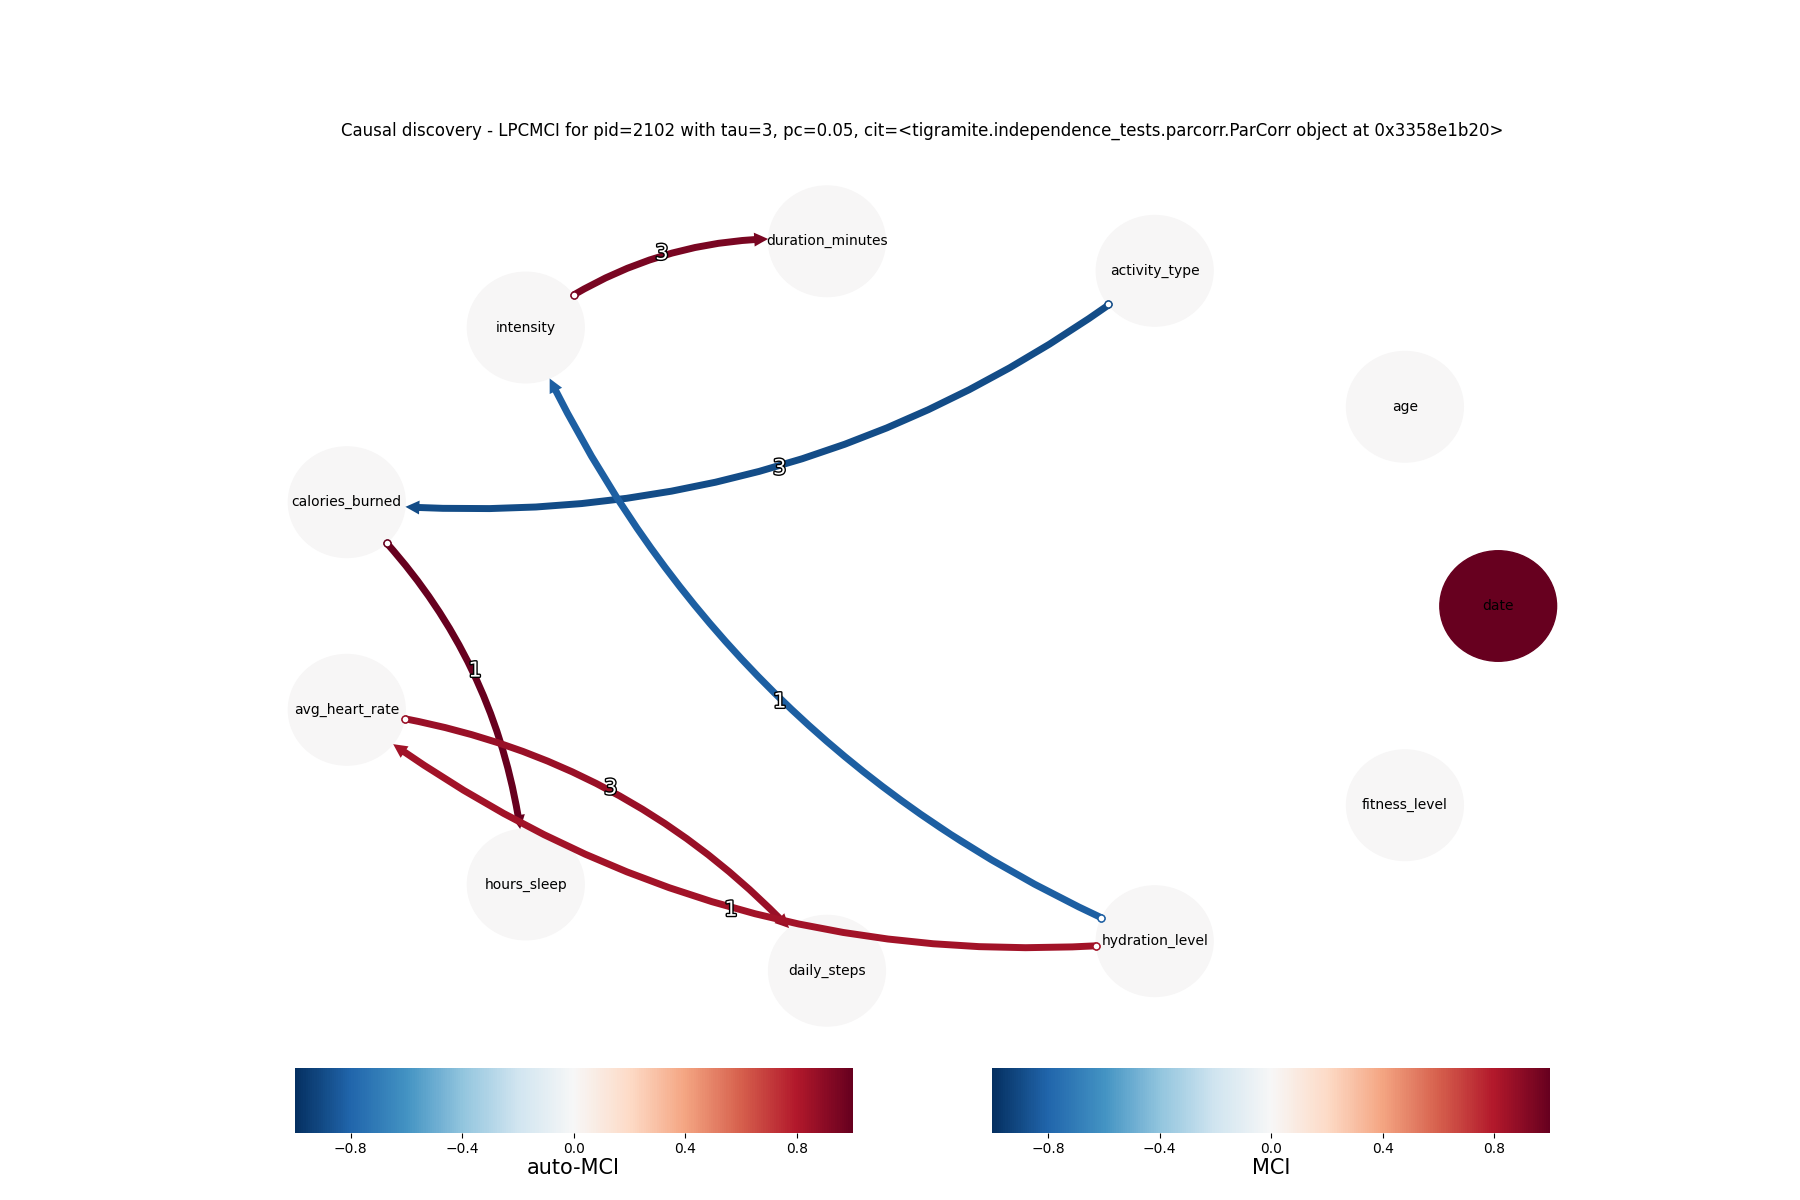 Causal discovery - LPCMCI for pid=2102 with tau=3, pc=0.05, cit=<tigramite.independence_tests.parcorr.ParCorr object at 0x3358e1b20>
duration_minutes
3
activity_type
intensity
age
3
calories_burned
date
1
1
avg_heart_rate
3
fitness_level
hours_sleep
1
hydration_level
daily_steps
−0.8 −0.4 0.0 0.4 0.8
auto-MCI
−0.8 −0.4 0.0 0.4 0.8
MCI